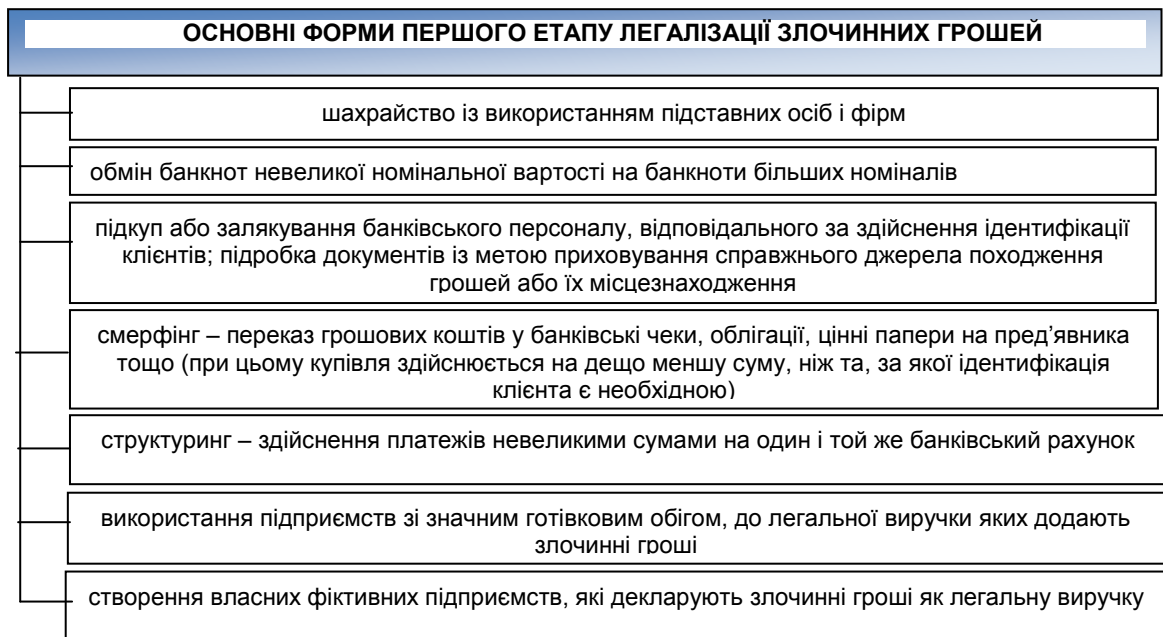 ОСНОВНІ ФОРМИ ПЕРШОГО ЕТАПУ ЛЕГАЛІЗАЦІЇ ЗЛОЧИННИХ ГРОШЕЙ
шахрайство із використанням підставних осіб і фірм
обмін банкнот невеликої номінальної вартості на банкноти більших номіналів
підкуп або залякування банківського персоналу, відповідального за здійснення ідентифікації
клієнтів; підробка документів із метою приховування справжнього джерела походження
грошей або їх місцезнаходження
смерфінг – переказ грошових коштів у банківські чеки, облігації, цінні папери на пред’явника
тощо (при цьому купівля здійснюється на дещо меншу суму, ніж та, за якої ідентифікація
клієнта є необхідною)
структуринг – здійснення платежів невеликими сумами на один і той же банківський рахунок
використання підприємств зі значним готівковим обігом, до легальної виручки яких додають
злочинні гроші
створення власних фіктивних підприємств, які декларують злочинні гроші як легальну виручку